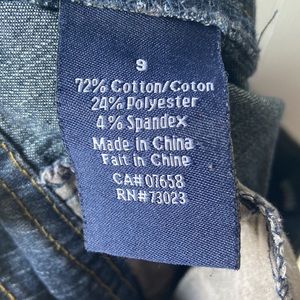 9
72% Cotton/Coton
24% Polyester
4% Spandex
Made in China
Fait in Chine
CA# 07658
RN# 73023